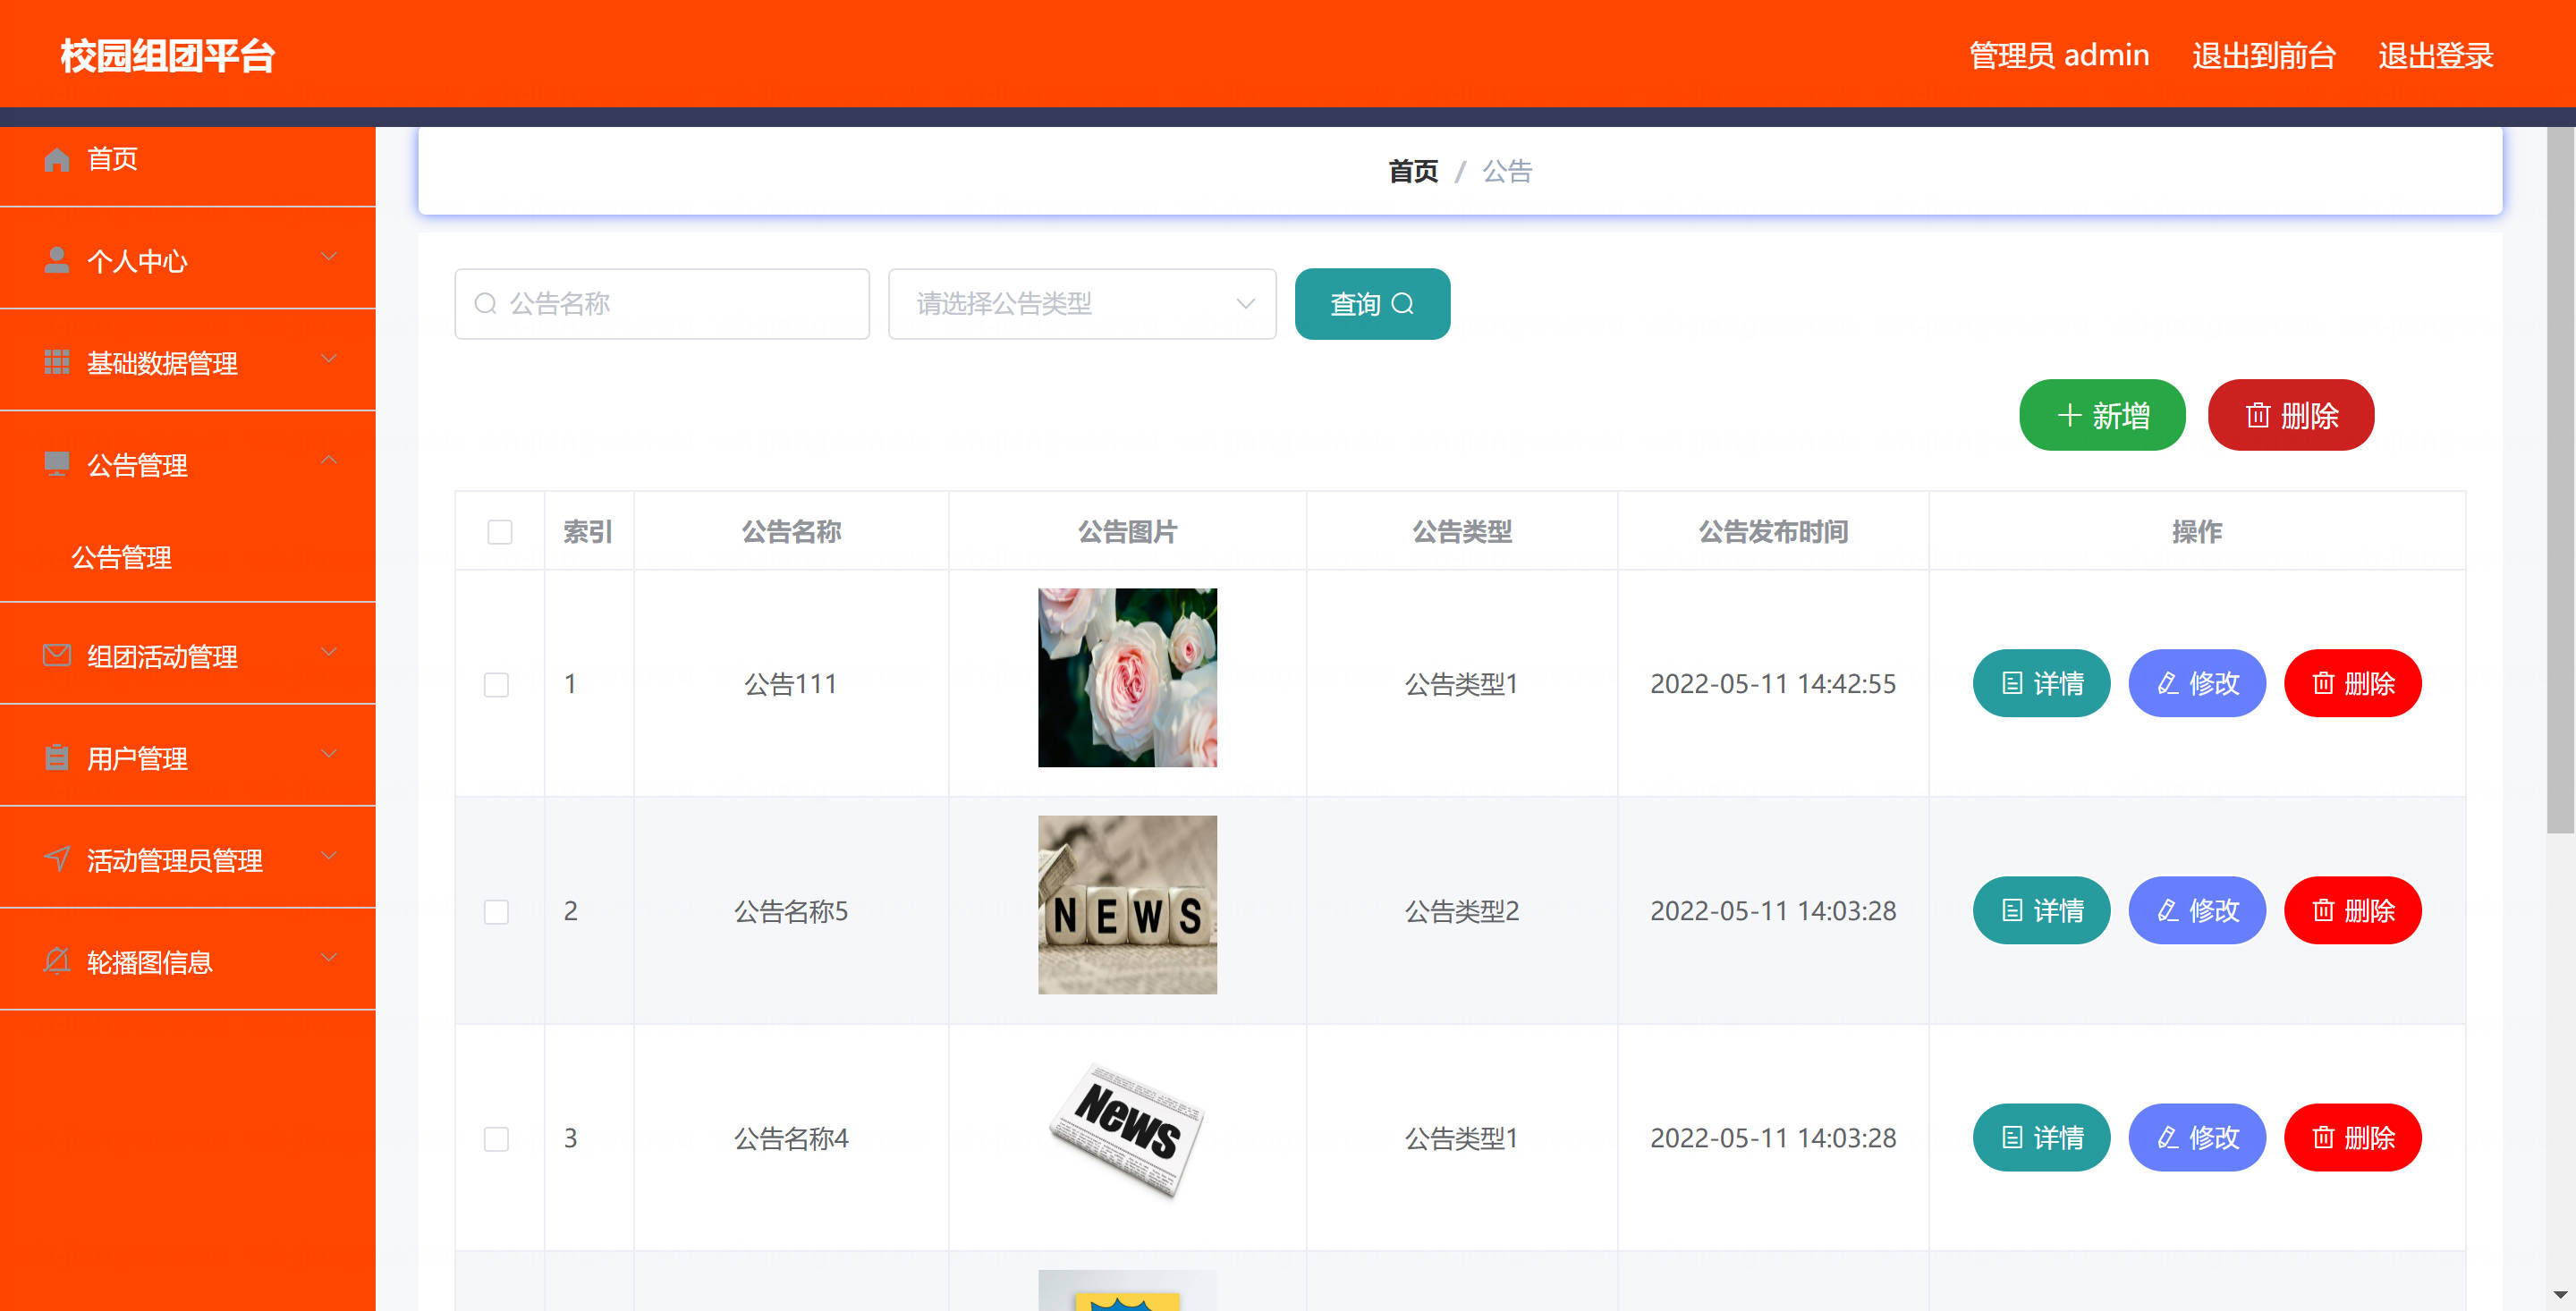 校园组团平台
管理员 admin 退出到前台 退出登录
首页
个人中心
基础数据管理
公告管理
公告管理
组团活动管理
用户管理
活动管理员管理
轮播图信息
首页 / 公告
公告名称 请选择公告类型 查询
新增 删除
索引 公告名称 公告图片 公告类型 公告发布时间 操作
1 公告111 公告类型1 2022-05-11 14:42:55 详情 修改 删除
2 公告名称5 NEWS 公告类型2 2022-05-11 14:03:28 详情 修改 删除
3 公告名称4 News 公告类型1 2022-05-11 14:03:28 详情 修改 删除